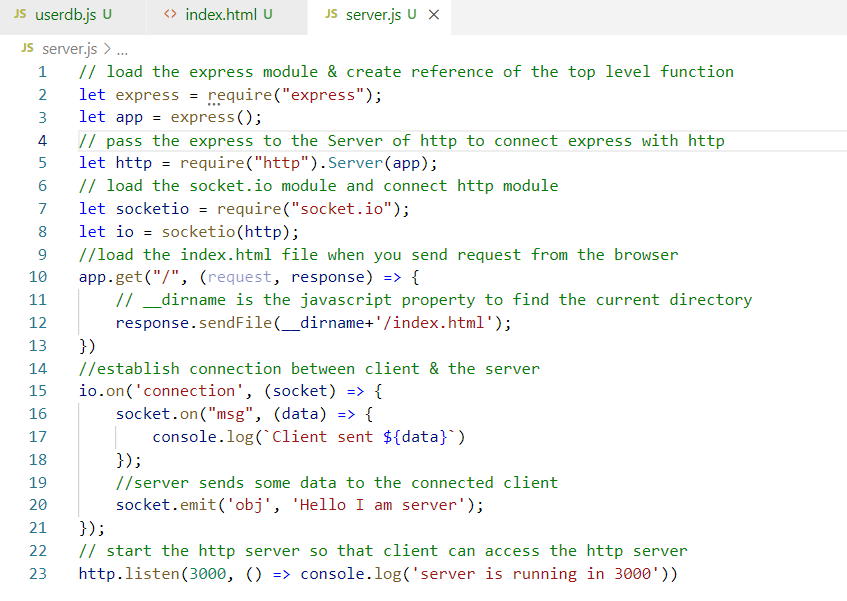 JS userdb.js U <> index.html U JS server.js U ×
JS server.js > ...
1 // load the express module & create reference of the top level function
2 let express = require("express");
3 let app = express();
4 // pass the express to the Server of http to connect express with http
5 let http = require("http").Server(app);
6 // load the socket.io module and connect http module
7 let socketio = require("socket.io");
8 let io = socketio(http);
9 //load the index.html file when you send request from the browser
10 app.get("/", (request, response) => {
11     // __dirname is the javascript property to find the current directory
12     response.sendFile(__dirname+'/index.html');
13 })
14 //establish connection between client & the server
15 io.on('connection', (socket) => {
16     socket.on("msg", (data) => {
17         console.log(`Client sent ${data}`)
18     });
19     //server sends some data to the connected client
20     socket.emit('obj', 'Hello I am server');
21 });
22 // start the http server so that client can access the http server
23 http.listen(3000, () => console.log('server is running in 3000'))